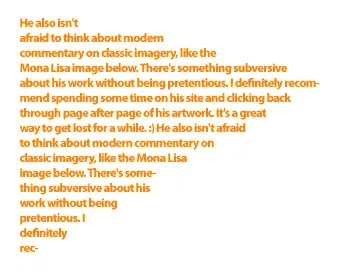 He also isn't
afraid to think about modern
commentary on classic imagery, like the
Mona Lisa image below. There's something subversive
about his work without being pretentious. I definitely recom-
mend spending some time on his site and clicking back
through page after page of his artwork. It's a great
way to get lost for a while. :) He also isn't afraid
to think about modern commentary on
classic imagery, like the Mona Lisa
image below. There's some-
thing subversive about his
work without being
pretentious. I
definitely
rec-